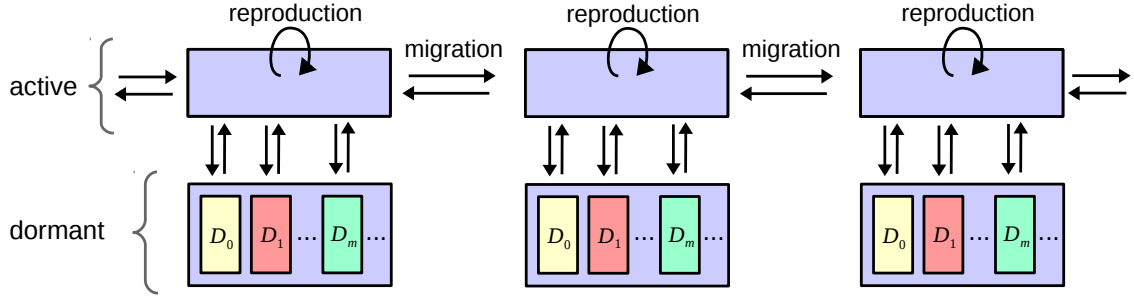 reproduction reproduction reproduction
migration migration
active
dormant
D0 D1 ... Dm ... D0 D1 ... Dm ... D0 D1 ... Dm ...